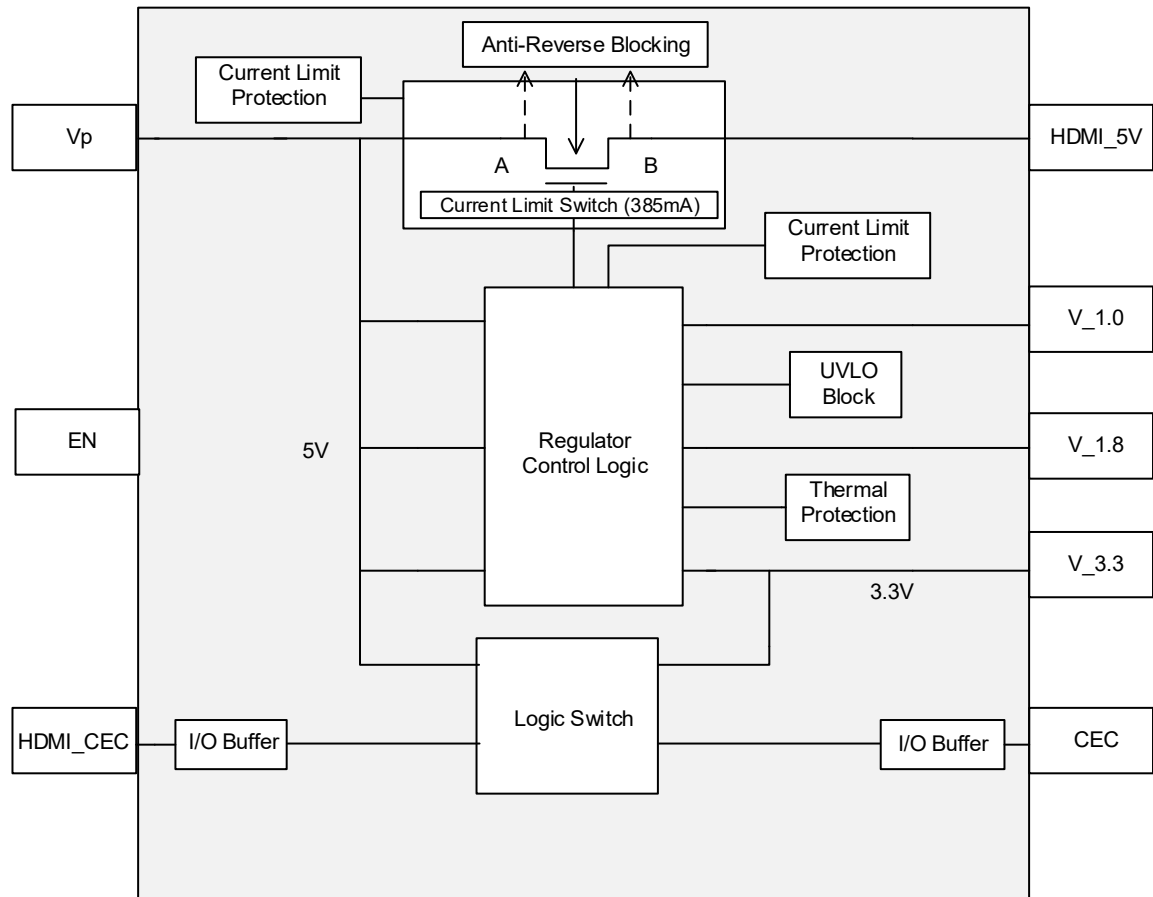 Anti-Reverse Blocking
Current Limit
Protection
Vp
HDMI_5V
A
B
Current Limit Switch (385mA)
Current Limit
Protection
V_1.0
UVLO
Block
EN
5V
Regulator
Control Logic
V_1.8
Thermal
Protection
V_3.3
3.3V
HDMI_CEC
I/O Buffer
Logic Switch
I/O Buffer
CEC